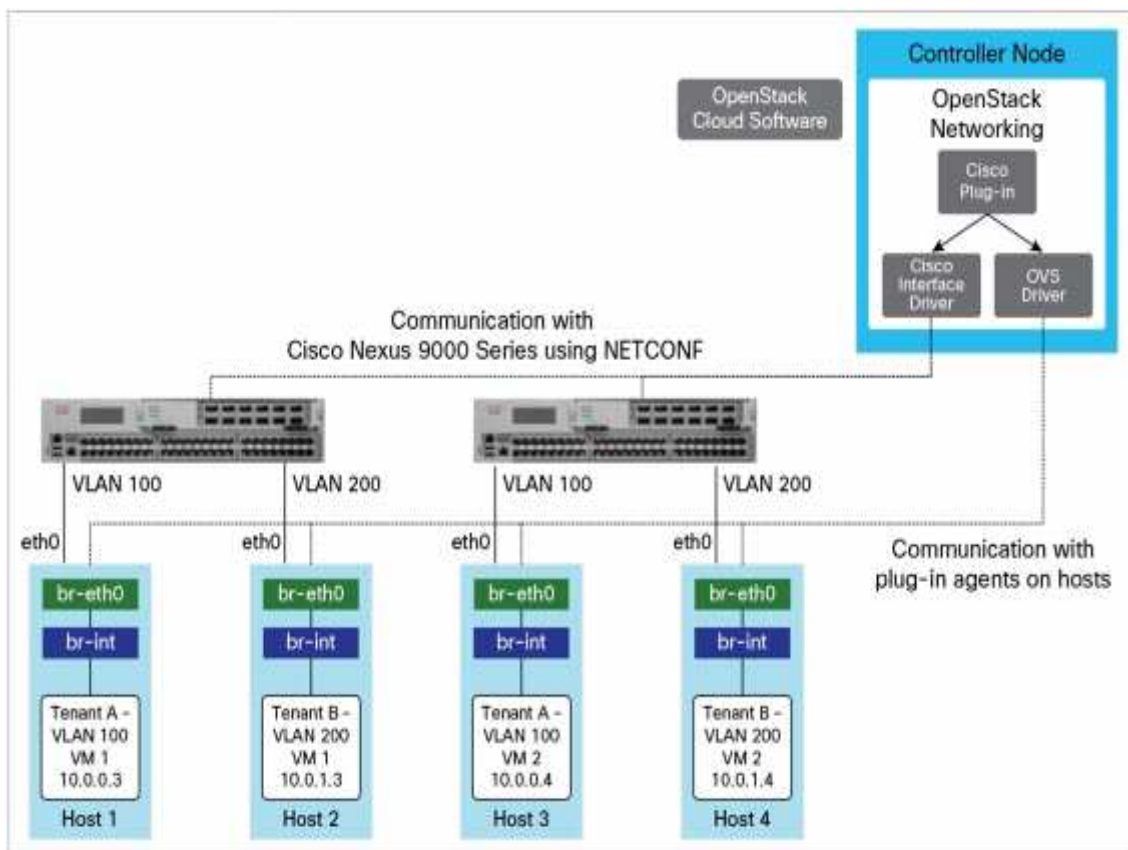 Controller Node
OpenStack
Cloud Software
OpenStack
Networking
Cisco
Plug-in
Cisco
Interface
Driver
OVS
Driver
Communication with
Cisco Nexus 9000 Series using NETCONF
VLAN 100
VLAN 200
VLAN 100
VLAN 200
eth0
eth0
eth0
eth0
Communication with
plug-in agents on hosts
br-eth0
br-eth0
br-eth0
br-eth0
br-int
br-int
br-int
br-int
Tenant A -
VLAN 100
VM 1
10.0.0.3
Host 1
Tenant B -
VLAN 200
VM 1
10.0.1.3
Host 2
Tenant A -
VLAN 100
VM 2
10.0.0.4
Host 3
Tenant B -
VLAN 200
VM 2
10.0.1.4
Host 4